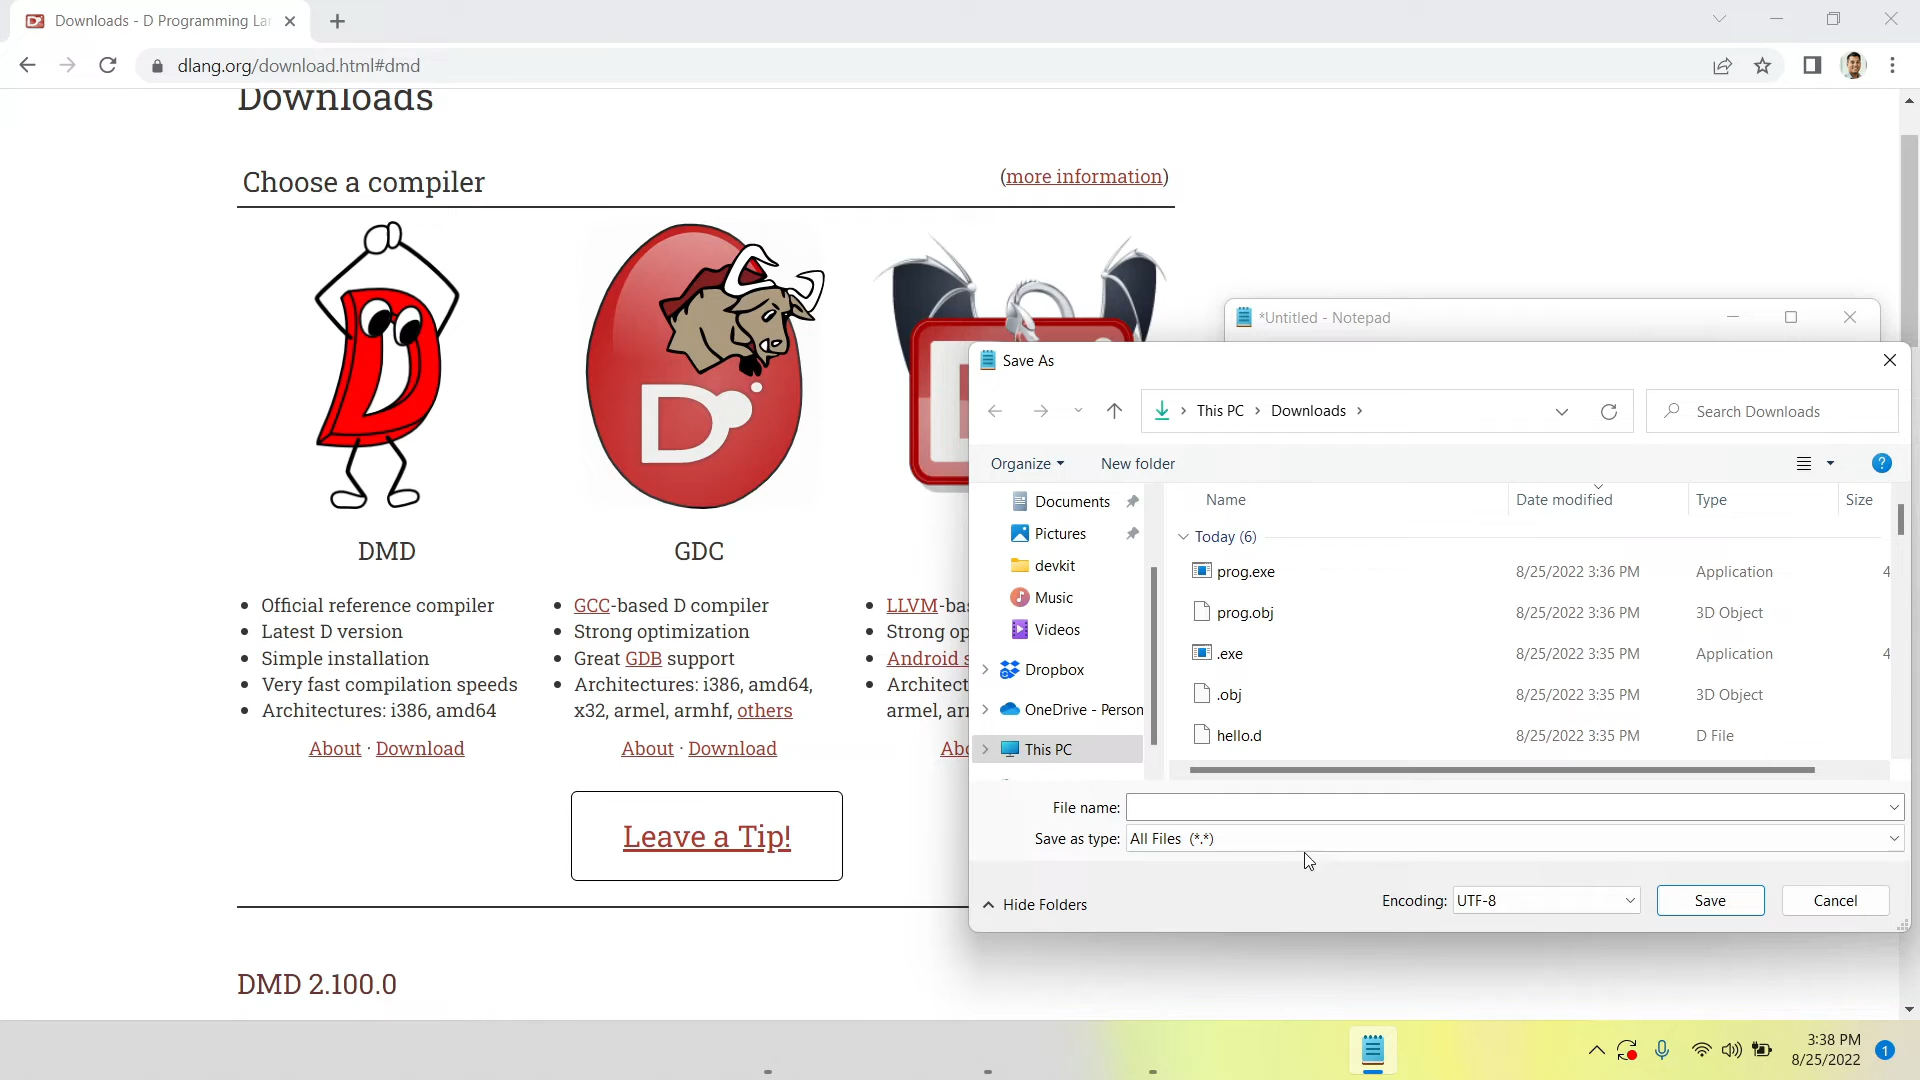 Downloads - D Programming La
dlang.org/download.html#dmd
Downloads
Choose a compiler
(more information)
DMD
GDC
Official reference compiler
Latest D version
Simple installation
Very fast compilation speeds
Architectures: i386, amd64
About · Download
GCC-based D compiler
Strong optimization
Great GDB support
Architectures: i386, amd64,
x32, armel, armhf, others
About · Download
LLVM-ba
Strong op
Android s
Architect
armel, ar
Abo
Leave a Tip!
DMD 2.100.0
*Untitled - Notepad
Save As
This PC > Downloads >
Search Downloads
Organize
New folder
?
Documents
Pictures
devkit
Music
Videos
Dropbox
OneDrive - Person
This PC
Name Date modified Type Size
Today (6)
prog.exe 8/25/2022 3:36 PM Application 4
prog.obj 8/25/2022 3:36 PM 3D Object
.exe 8/25/2022 3:35 PM Application 4
.obj 8/25/2022 3:35 PM 3D Object
hello.d 8/25/2022 3:35 PM D File
File name:
Save as type: All Files (*.*)
Hide Folders
Encoding: UTF-8
Save
Cancel
3:38 PM
8/25/2022
1